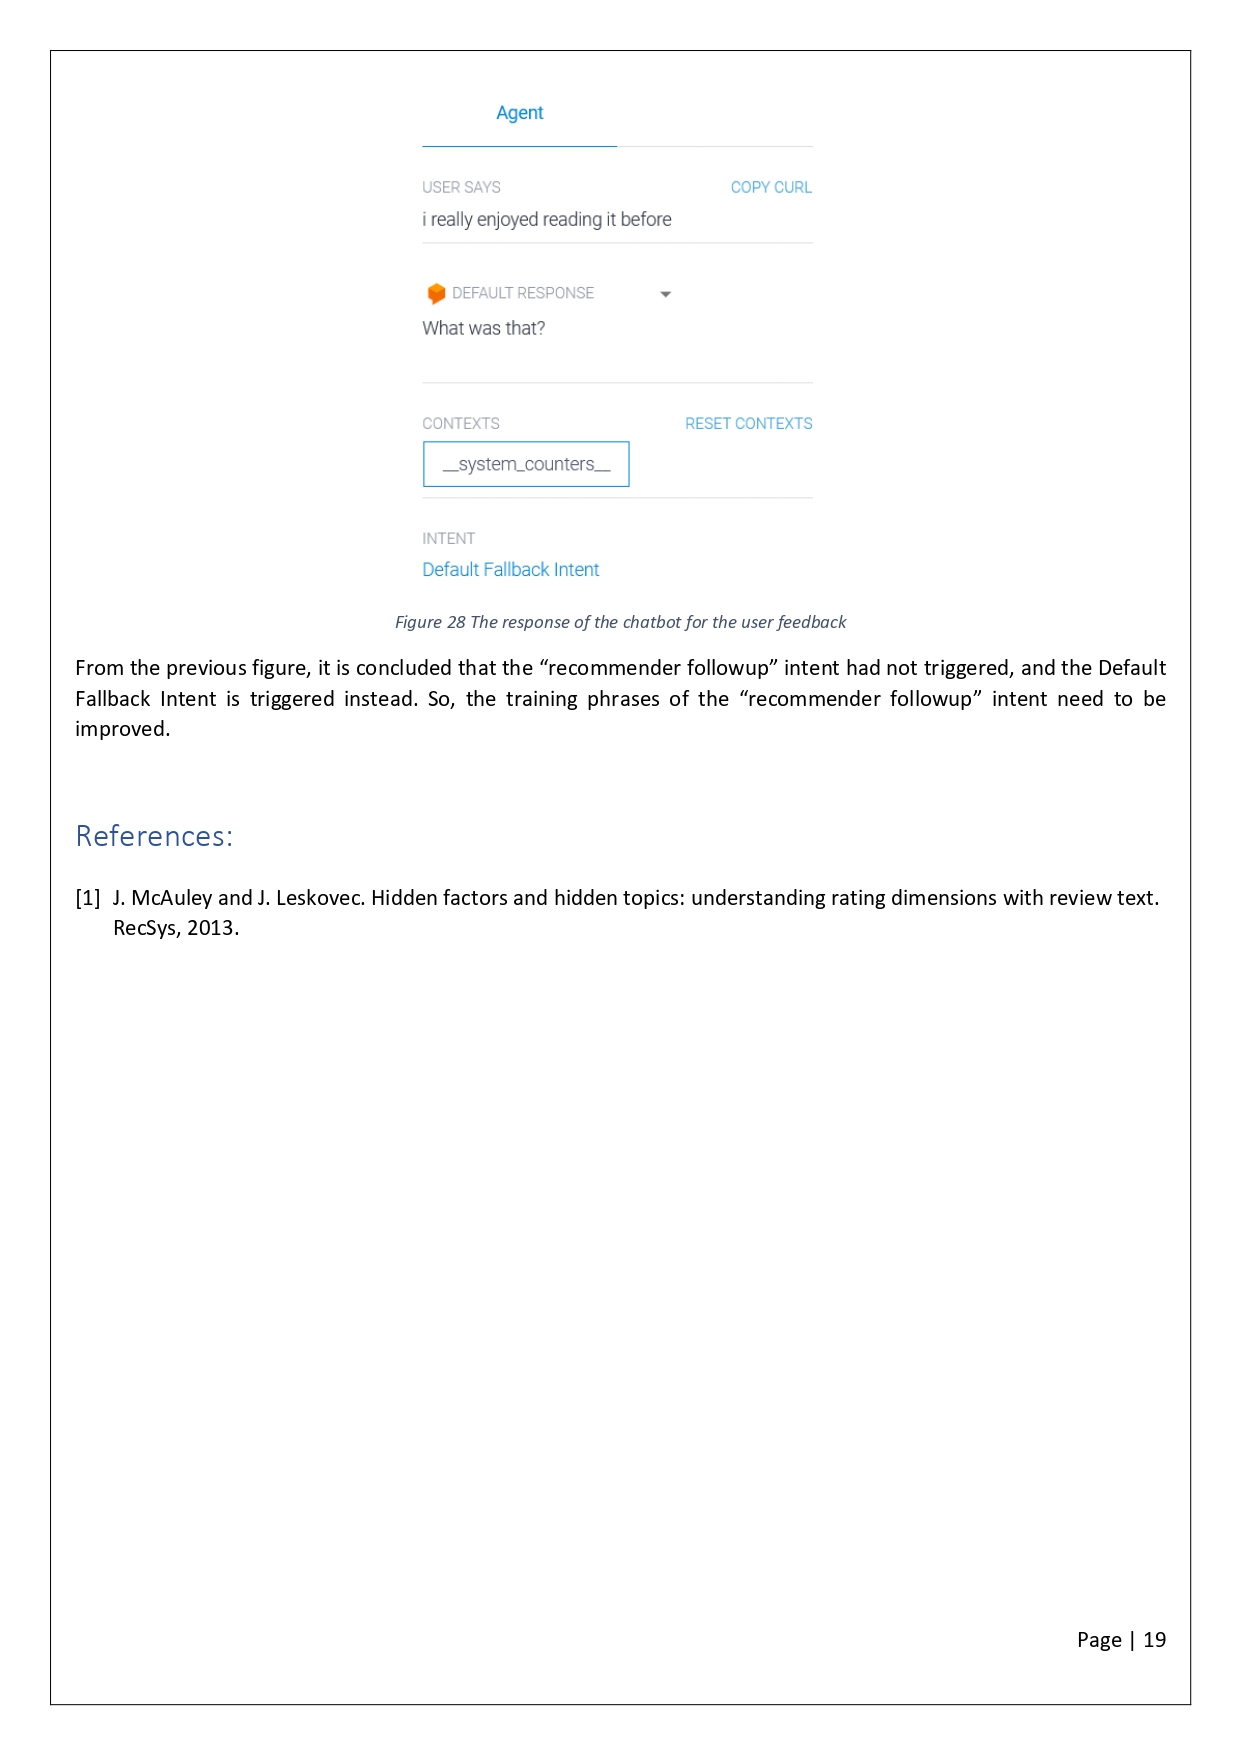 Agent
USER SAYS COPY CURL
i really enjoyed reading it before
DEFAULT RESPONSE
What was that?
CONTEXTS RESET CONTEXTS
__system_counters__
INTENT
Default Fallback Intent
Figure 28 The response of the chatbot for the user feedback
From the previous figure, it is concluded that the “recommender followup” intent had not triggered, and the Default
Fallback Intent is triggered instead. So, the training phrases of the “recommender followup” intent need to be
improved.
References:
[1] J. McAuley and J. Leskovec. Hidden factors and hidden topics: understanding rating dimensions with review text.
RecSys, 2013.
Page | 19